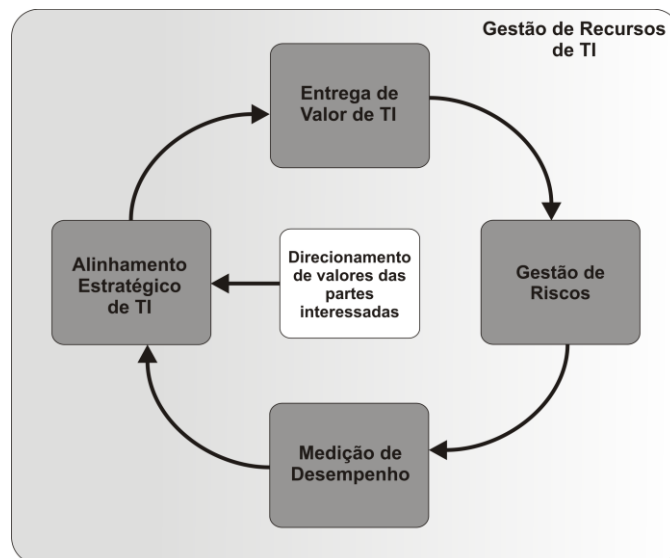 Gestão de Recursos
de TI
Entrega de
Valor de TI
Alinhamento
Estratégico
de TI
Direcionamento
de valores das
partes
interessadas
Gestão de
Riscos
Medição de
Desempenho